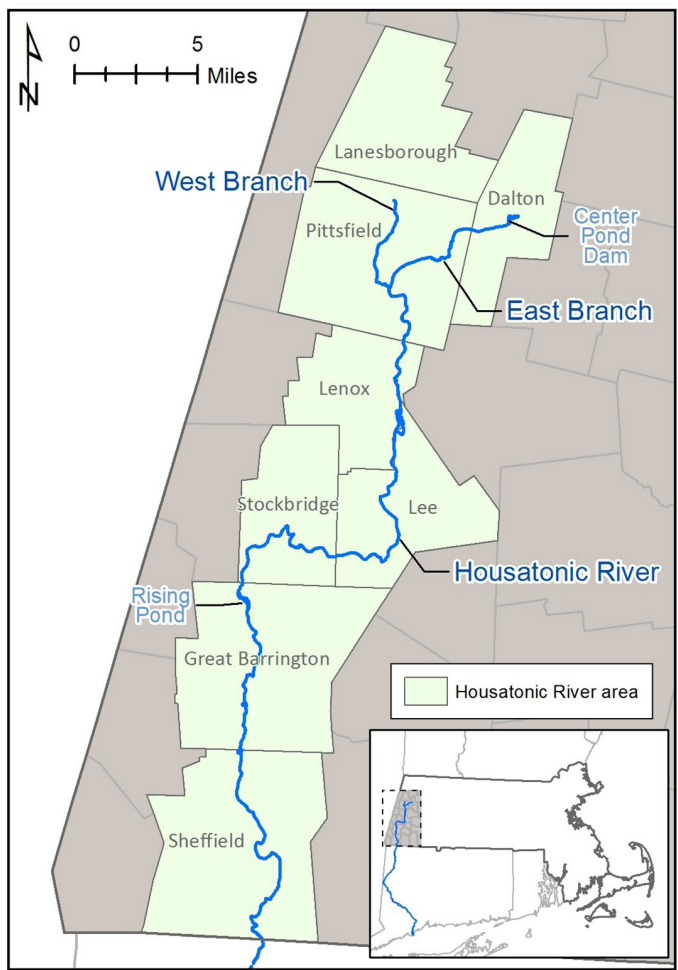 0 5
Miles
N
Lanesborough
West Branch
Dalton
Center
Pond
Dam
Pittsfield
East Branch
Lenox
Stockbridge
Lee
Housatonic River
Rising
Pond
Great Barrington
Housatonic River area
Sheffield